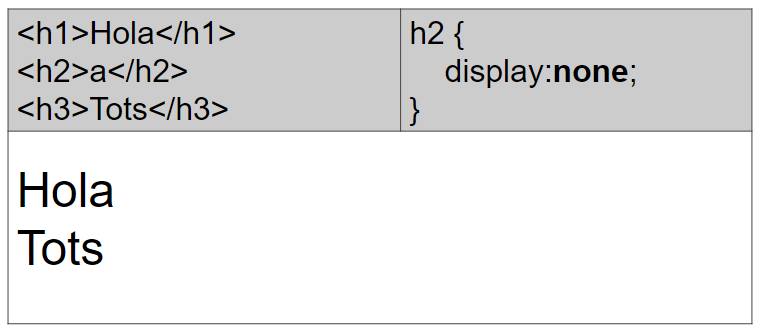 <h1>Hola</h1>
<h2>a</h2>
<h3>Tots</h3>
h2 {
display:none;
}
Hola
Tots